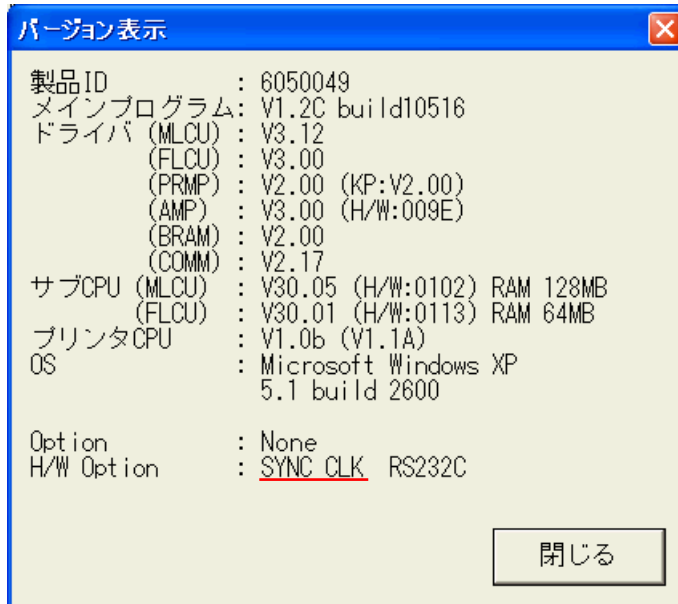 バージョン表示
製品ID : 6050049
メインプログラム: V1.2C build10516
ドライバ (MLCU) : V3.12
(FLCU) : V3.00
(PRMP) : V2.00 (KP:V2.00)
(AMP) : V3.00 (H/W:009E)
(BRAM) : V2.00
(COMM) : V2.17
サブCPU (MLCU) : V30.05 (H/W:0102) RAM 128MB
(FLCU) : V30.01 (H/W:0113) RAM 64MB
プリンタCPU : V1.0b (V1.1A)
OS : Microsoft Windows XP
5.1 build 2600
Option : None
H/W Option : SYNC CLK RS232C
閉じる